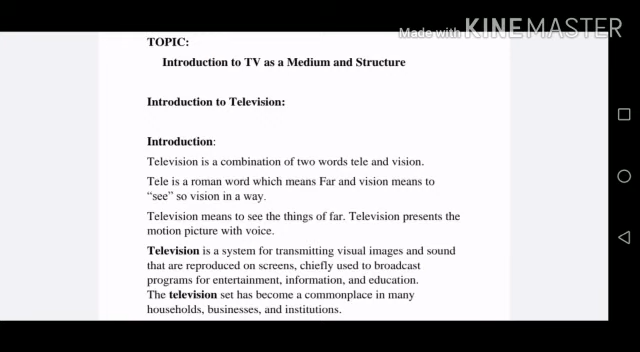 Made with KINEMASTER
TOPIC:
Introduction to TV as a Medium and Structure
Introduction to Television:
Introduction:
Television is a combination of two words tele and vision.
Tele is a roman word which means Far and vision means to
“see” so vision in a way.
Television means to see the things of far. Television presents the
motion picture with voice.
Television is a system for transmitting visual images and sound
that are reproduced on screens, chiefly used to broadcast
programs for entertainment, information, and education.
The television set has become a commonplace in many
households, businesses, and institutions.